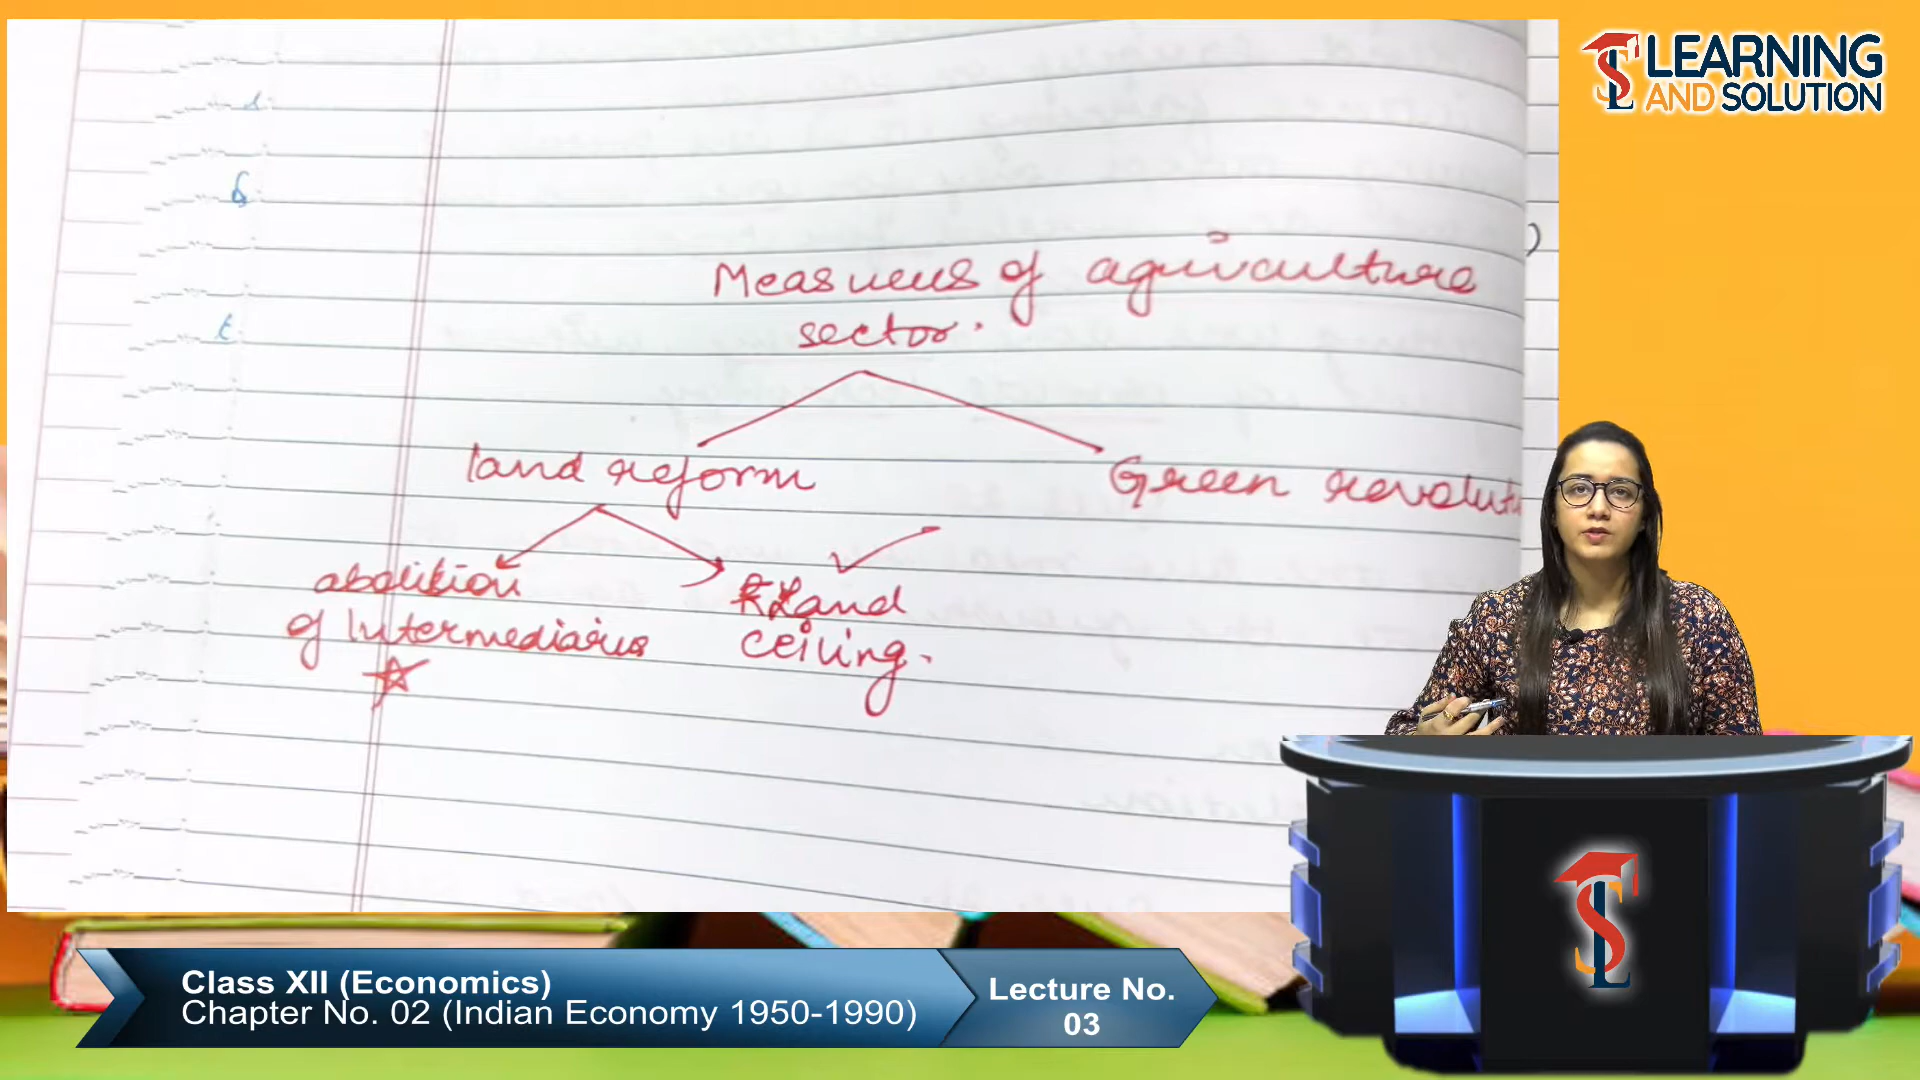 LEARNING
AND SOLUTION
Measures of agriculture
sector.
land reform
Green revoluti
abolition
of Intermediaries
Land
ceiling.
Class XII (Economics)
Chapter No. 02 (Indian Economy 1950-1990)
Lecture No.
03